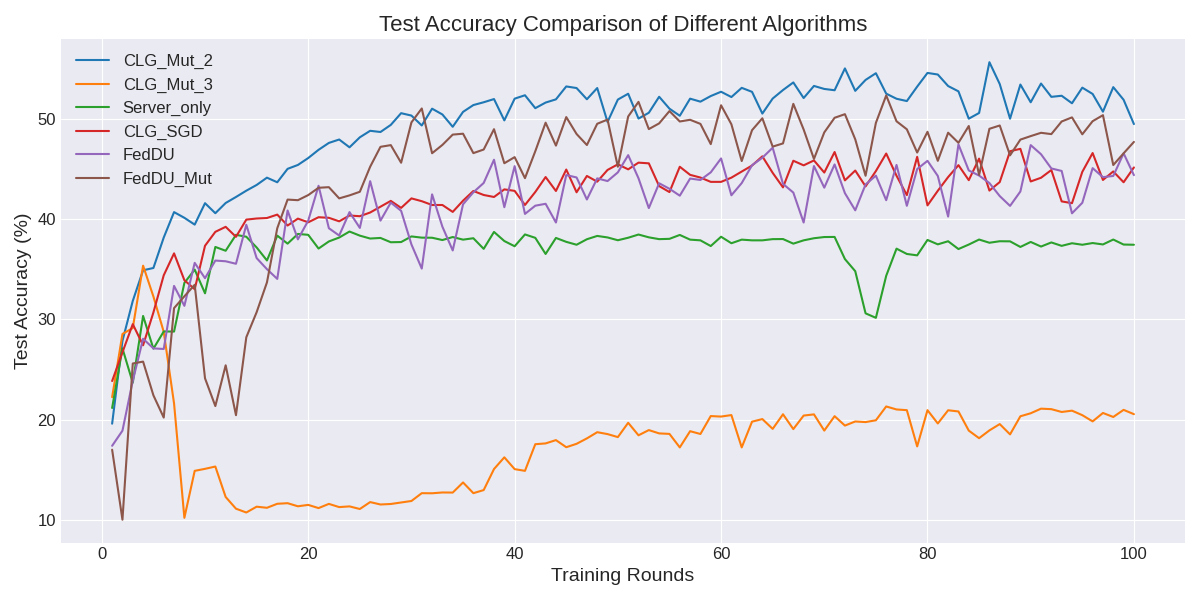 Test Accuracy Comparison of Different Algorithms
CLG_Mut_2
CLG_Mut_3
Server_only
CLG_SGD
FedDU
FedDU_Mut
Test Accuracy (%)
50
40
30
20
10
0 20 40 60 80 100
Training Rounds